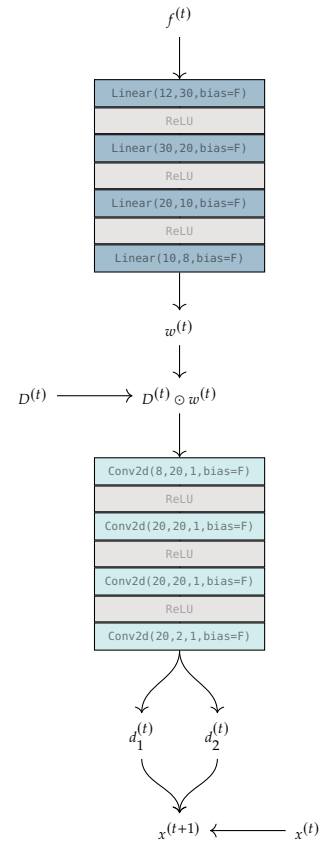 f^(t)
Linear(12,30,bias=F)
ReLU
Linear(30,20,bias=F)
ReLU
Linear(20,10,bias=F)
ReLU
Linear(10,8,bias=F)
w^(t)
D^(t) D^(t) ⊙ w^(t)
Conv2d(8,20,1,bias=F)
ReLU
Conv2d(20,20,1,bias=F)
ReLU
Conv2d(20,20,1,bias=F)
ReLU
Conv2d(20,2,1,bias=F)
d_1^(t) d_2^(t)
x^(t+1) x^(t)